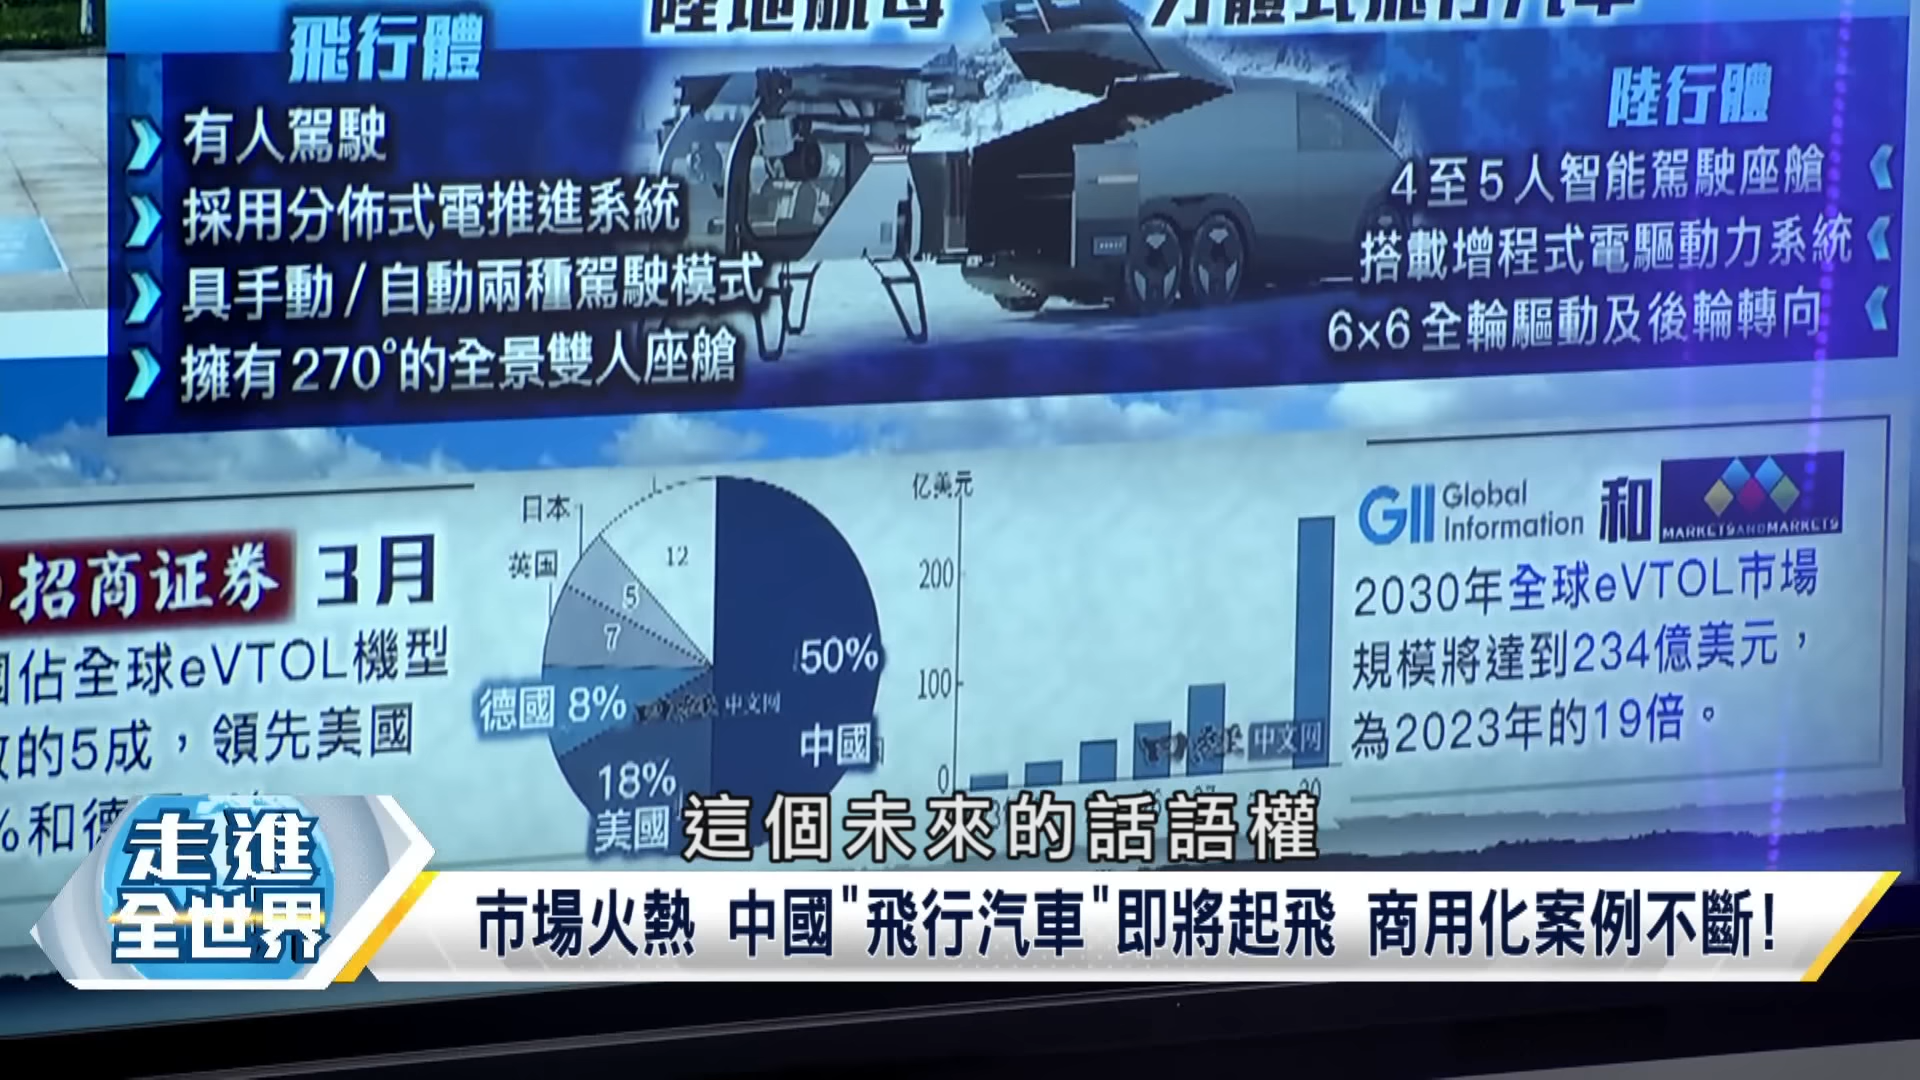 飛行體
有人駕駛
採用分佈式電推進系統
具手動/自動兩種駕駛模式
擁有270°的全景雙人座艙
陸行體
4至5人智能駕駛座艙
搭載增程式電驅動力系統
6×6全輪驅動及後輪轉向
招商证券 3月
佔全球eVTOL機型
的5成,領先美國
%和德
日本
英国
12
5
7
德國 8%
18%
美國
50%
中國
中文网
亿美元
200
100
0
中文网
GII Global Information 和 MARKETSANDMARKETS
2030年全球eVTOL市場
規模將達到234億美元,
為2023年的19倍。
這個未來的話語權
走進
全世界
市場火熱 中國"飛行汽車"即將起飛 商用化案例不斷!